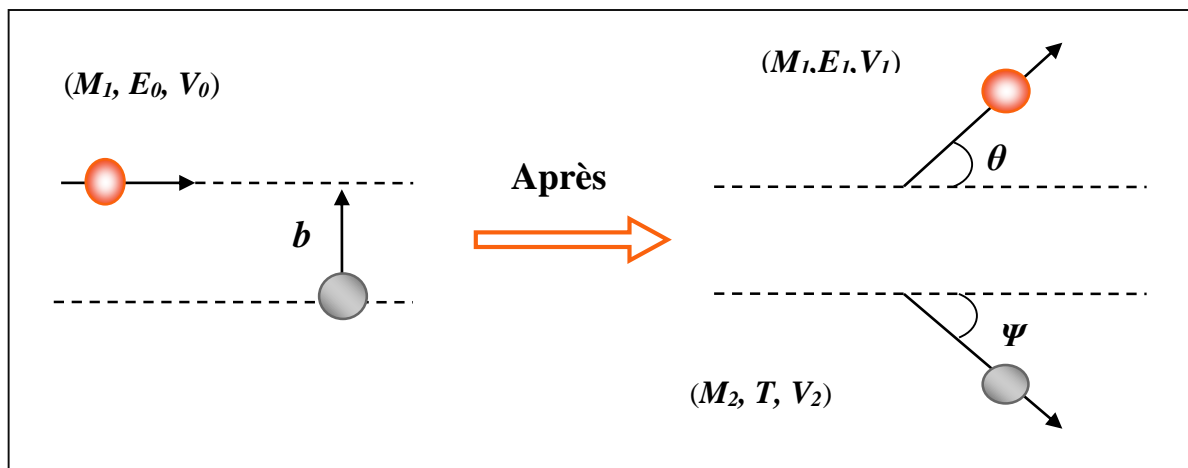 (M₁, E₀, V₀)
b
Après
(M₁,E₁,V₁)
θ
Ψ
(M₂, T, V₂)